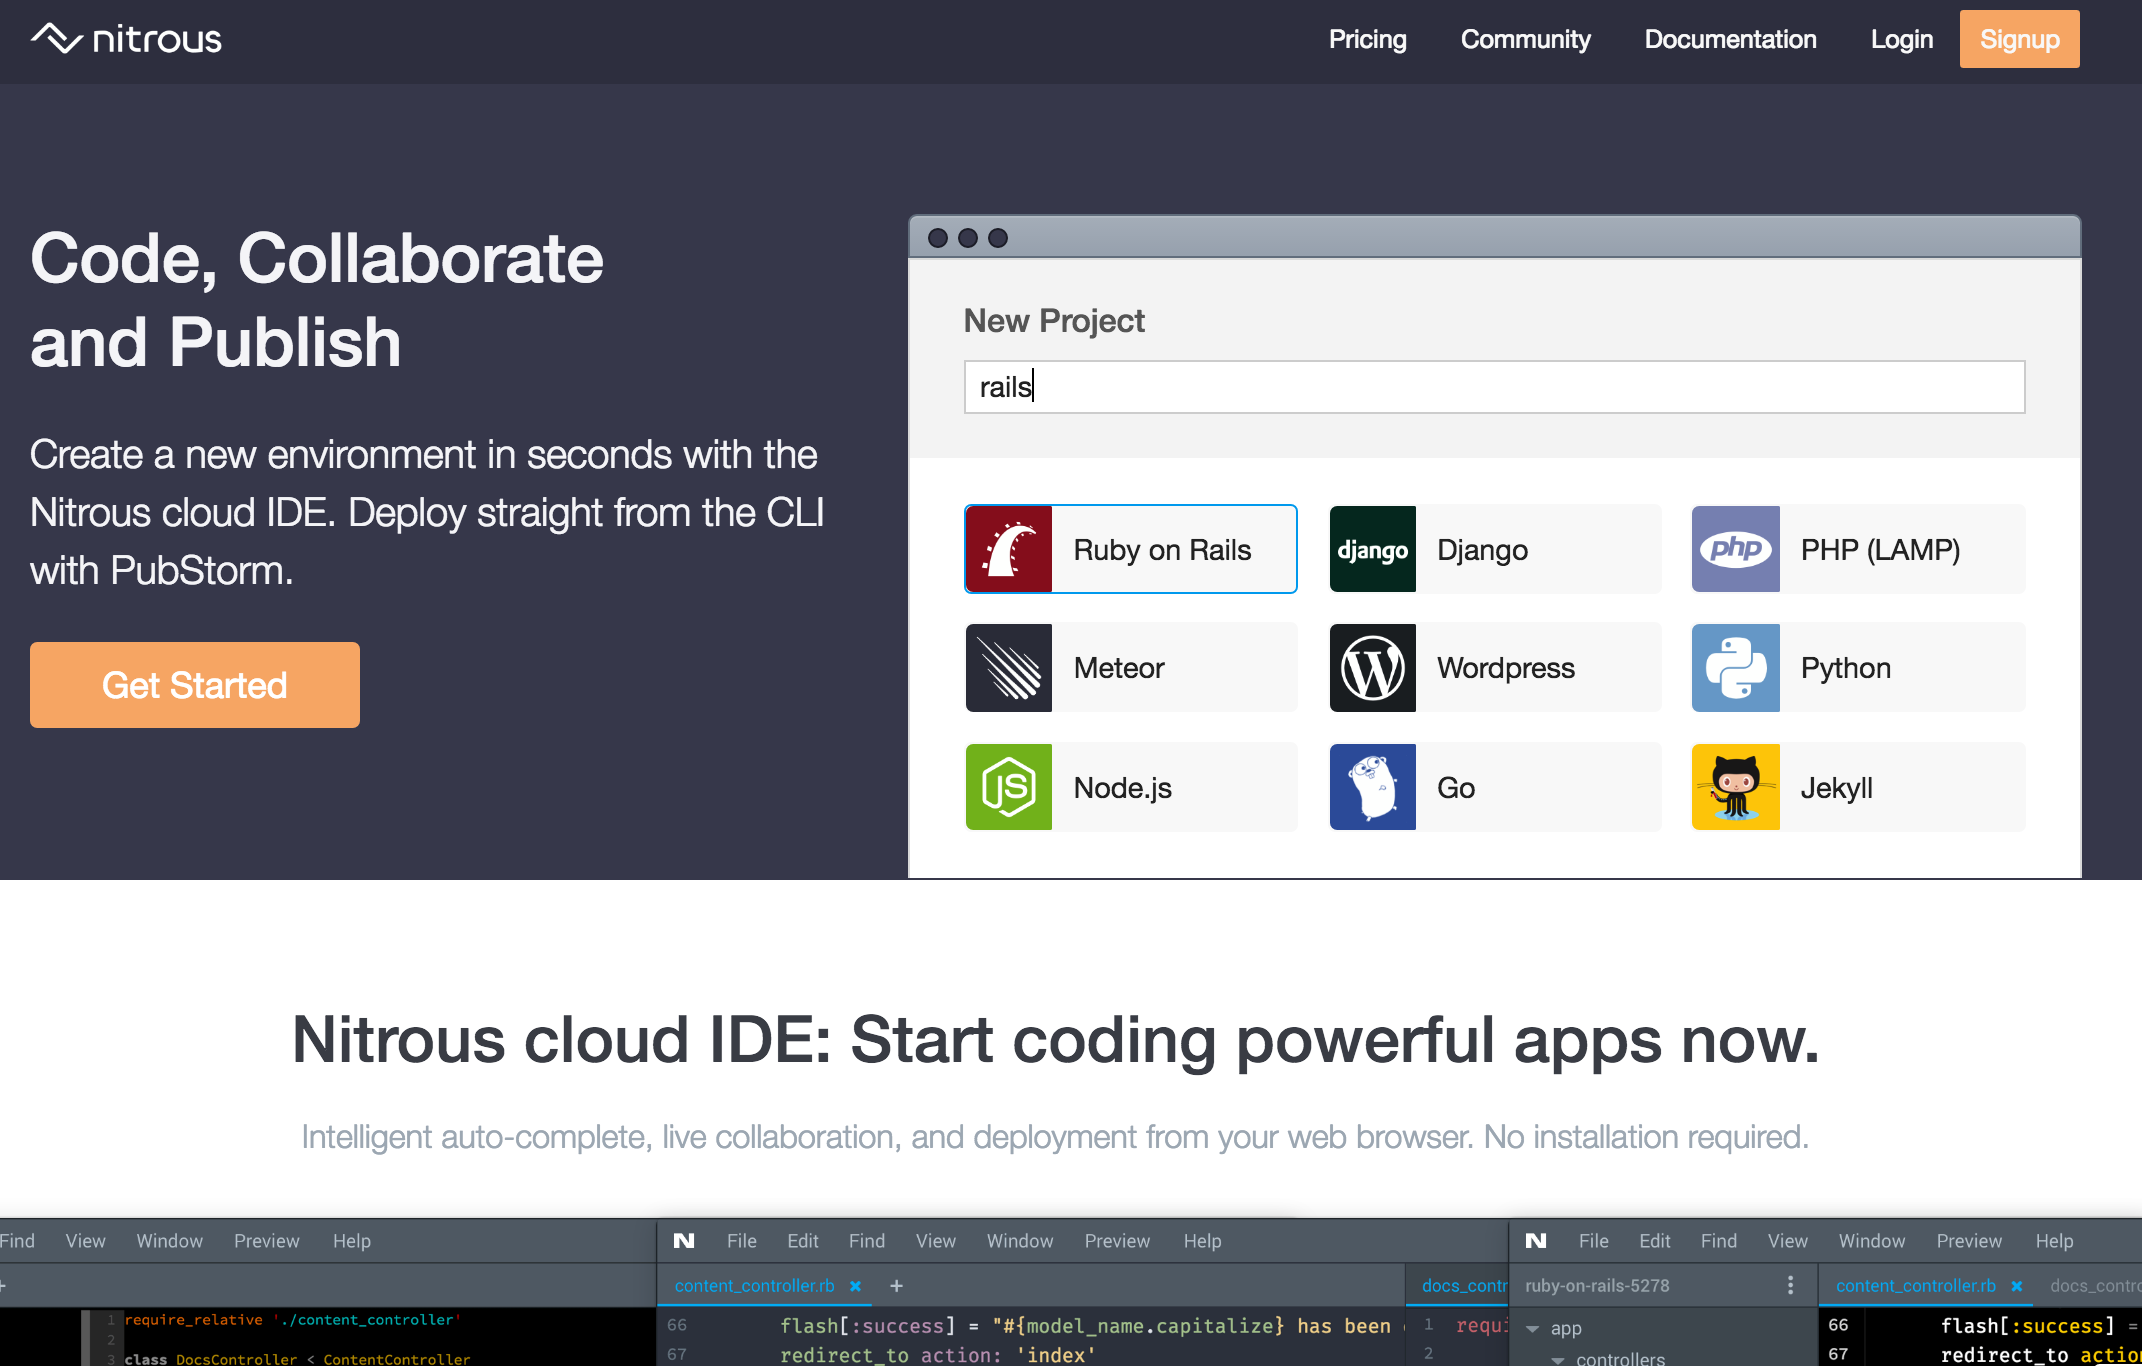 nitrous
Pricing Community Documentation Login Signup
Code, Collaborate
and Publish
Create a new environment in seconds with the
Nitrous cloud IDE. Deploy straight from the CLI
with PubStorm.
Get Started
New Project
rails
Ruby on Rails
django Django
php PHP (LAMP)
Meteor
Wordpress
Python
JS Node.js
Go
Jekyll
Nitrous cloud IDE: Start coding powerful apps now.
Intelligent auto-complete, live collaboration, and deployment from your web browser. No installation required.
Find View Window Preview Help
+
1 require_relative './content_controller'
2
3 class DocsController < ContentController
N File Edit Find View Window Preview Help
content_controller.rb × + docs_contr
66 flash[:success] = "#{model_name.capitalize} has been
67 redirect_to action: 'index'
1 requi
2
N File Edit Find View Window Preview Help
ruby-on-rails-5278
app
controllers
content_controller.rb × docs_contro
66 flash[:success] =
67 redirect_to action